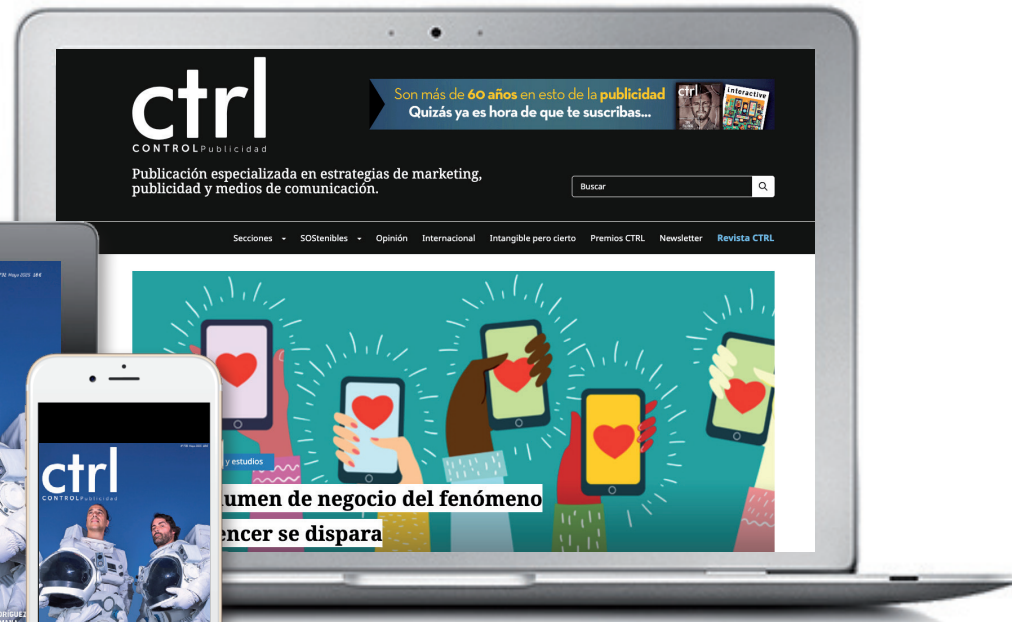 ctrl
CONTROLPublicidad
Son más de 60 años en esto de la publicidad
Quizás ya es hora de que te suscribas...
ctrl
interactive
Publicación especializada en estrategias de marketing,
publicidad y medios de comunicación.
Buscar
Secciones SOStenibles Opinión Internacional Intangible pero cierto Premios CTRL Newsletter Revista CTRL
y estudios
umen de negocio del fenómeno
encer se dispara
Mayo 2025
ctrl
CONTROLPublicidad